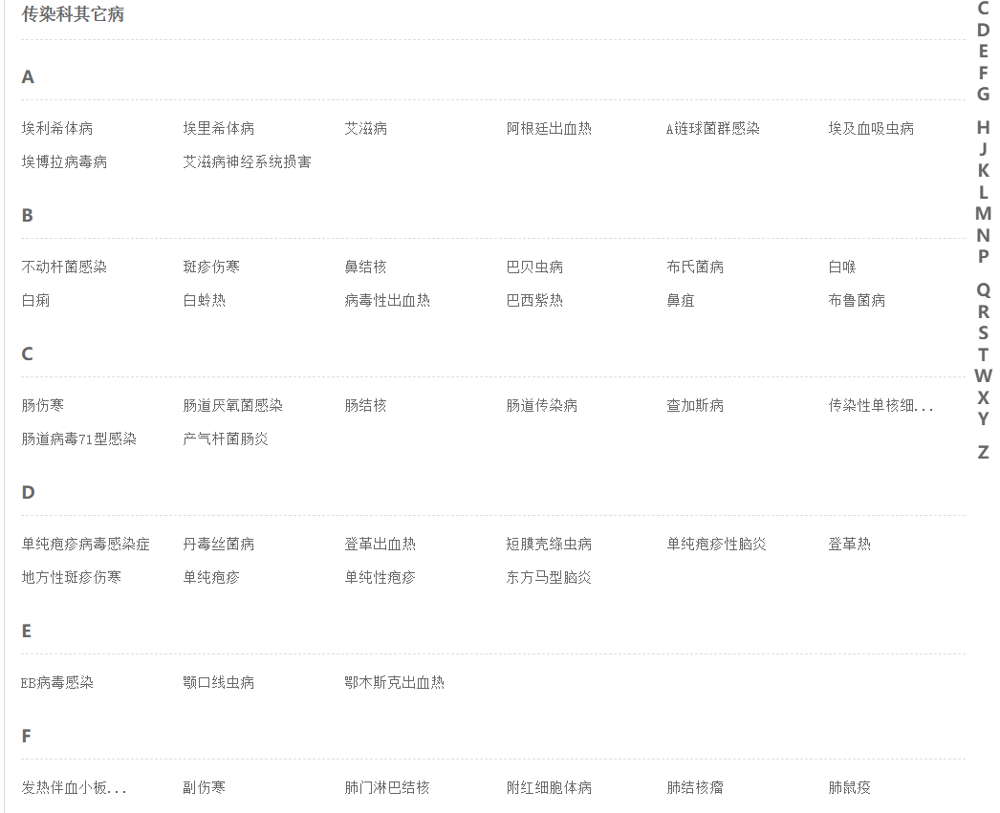 传染科其它病
A
埃利希体病 埃里希体病 艾滋病 阿根廷出血热 A链球菌群感染 埃及血吸虫病
埃博拉病毒病 艾滋病神经系统损害
B
不动杆菌感染 斑疹伤寒 鼻结核 巴贝虫病 布氏菌病 白喉
白痢 白蛉热 病毒性出血热 巴西紫热 鼻疽 布鲁菌病
C
肠伤寒 肠道厌氧菌感染 肠结核 肠道传染病 查加斯病 传染性单核细...
肠道病毒71型感染 产气杆菌肠炎
D
单纯疱疹病毒感染症 丹毒丝菌病 登革出血热 短膜壳绦虫病 单纯疱疹性脑炎 登革热
地方性斑疹伤寒 单纯疱疹 单纯性疱疹 东方马型脑炎
E
EB病毒感染 颚口线虫病 鄂木斯克出血热
F
发热伴血小板... 副伤寒 肺门淋巴结核 附红细胞体病 肺结核瘤 肺鼠疫
C
D
E
F
G
H
J
K
L
M
N
P
Q
R
S
T
W
X
Y
Z